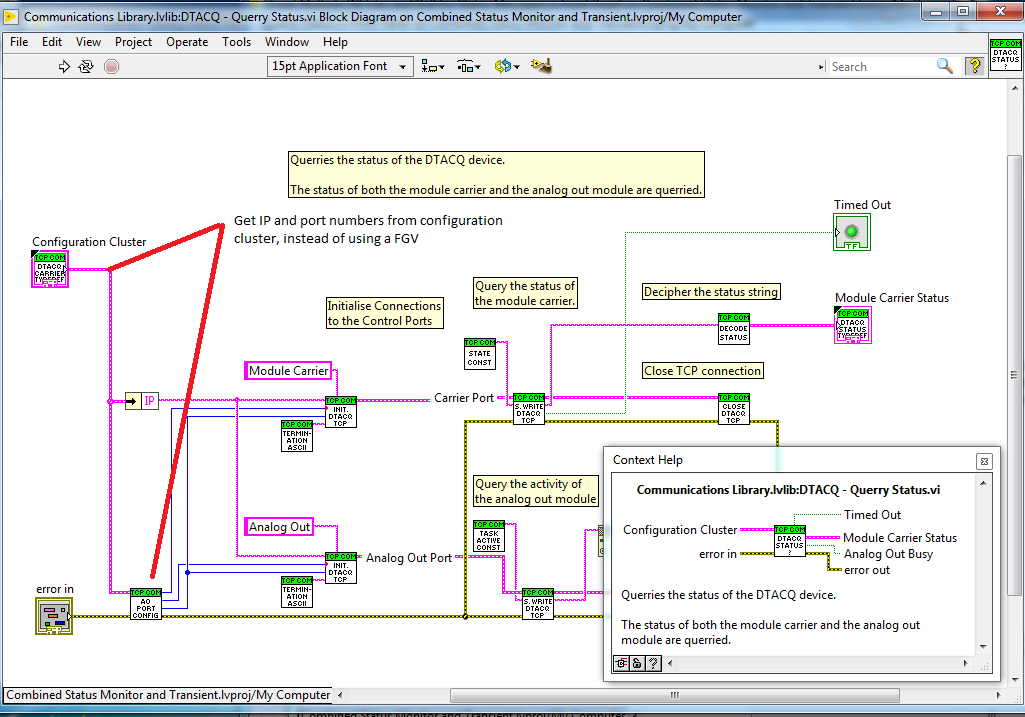 Communications Library.lvlib:DTACQ - Querry Status.vi Block Diagram on Combined Status Monitor and Transient.lvproj/My Computer
File Edit View Project Operate Tools Window Help
15pt Application Font
Search
TCP COM
DTACQ
STATUS
?
Querries the status of the DTACQ device.
The status of both the module carrier and the analog out module are querried.
Timed Out
TF
Get IP and port numbers from configuration
cluster, instead of using a FGV
Configuration Cluster
TCP COM
DTACQ
CARRIER
TYPEDEF
Query the status of
the module carrier.
Decipher the status string
Module Carrier Status
TCP COM
DTACQ
STATUS
TYPEDEF
Initialise Connections
to the Control Ports
TCP COM
DECODE
STATUS
TCP COM
STATE
CONST
Close TCP connection
Module Carrier
IP
TCP COM
INIT.
DTACQ
TCP
Carrier Port
TCP COM
S.WRITE
DTACQ
TCP
TCP COM
CLOSE
DTACQ
TCP
TCP COM
TERMIN-
ATION
ASCII
Query the activity of
the analog out module
Analog Out
TCP COM
TASK
ACTIVE
CONST
TCP COM
INIT.
DTACQ
TCP
Analog Out Port
TCP COM
TERMIN-
ATION
ASCII
error in
TCP COM
AO
PORT
CONFIG
TCP COM
S.WRITE
DTACQ
TCP
Context Help
Communications Library.lvlib:DTACQ - Querry Status.vi
Timed Out
Configuration Cluster
TCP COM
DTACQ
STATUS
?
Module Carrier Status
Analog Out Busy
error in
error out
Querries the status of the DTACQ device.
The status of both the module carrier and the analog out
module are querried.
?
Combined Status Monitor and Transient.lvproj/My Computer